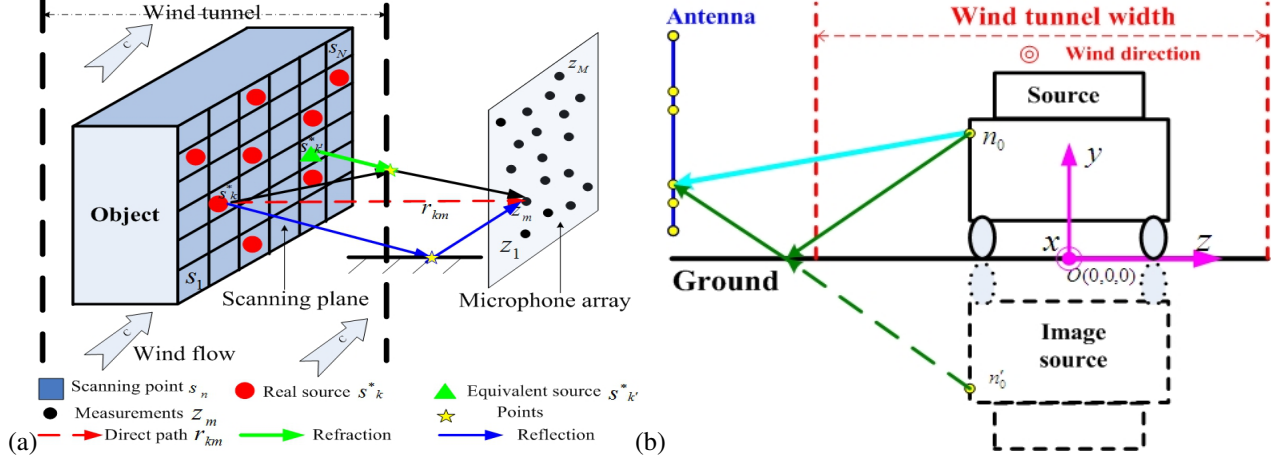 Wind tunnel
c
s_N
z_M
s*_k'
s*_k
Object
r_km
z_m
z_1
s_1
Scanning plane
Microphone array
c
c
Wind flow
Scanning point s_n
Real source s*_k
Equivalent source s*_k'
Measurements z_m
Points
(a)
Direct path r_km
Refraction
Reflection
Antenna
Wind tunnel width
Wind direction
Source
n_0
y
x
z
Ground
O(0,0,0)
Image
source
n'_0
(b)